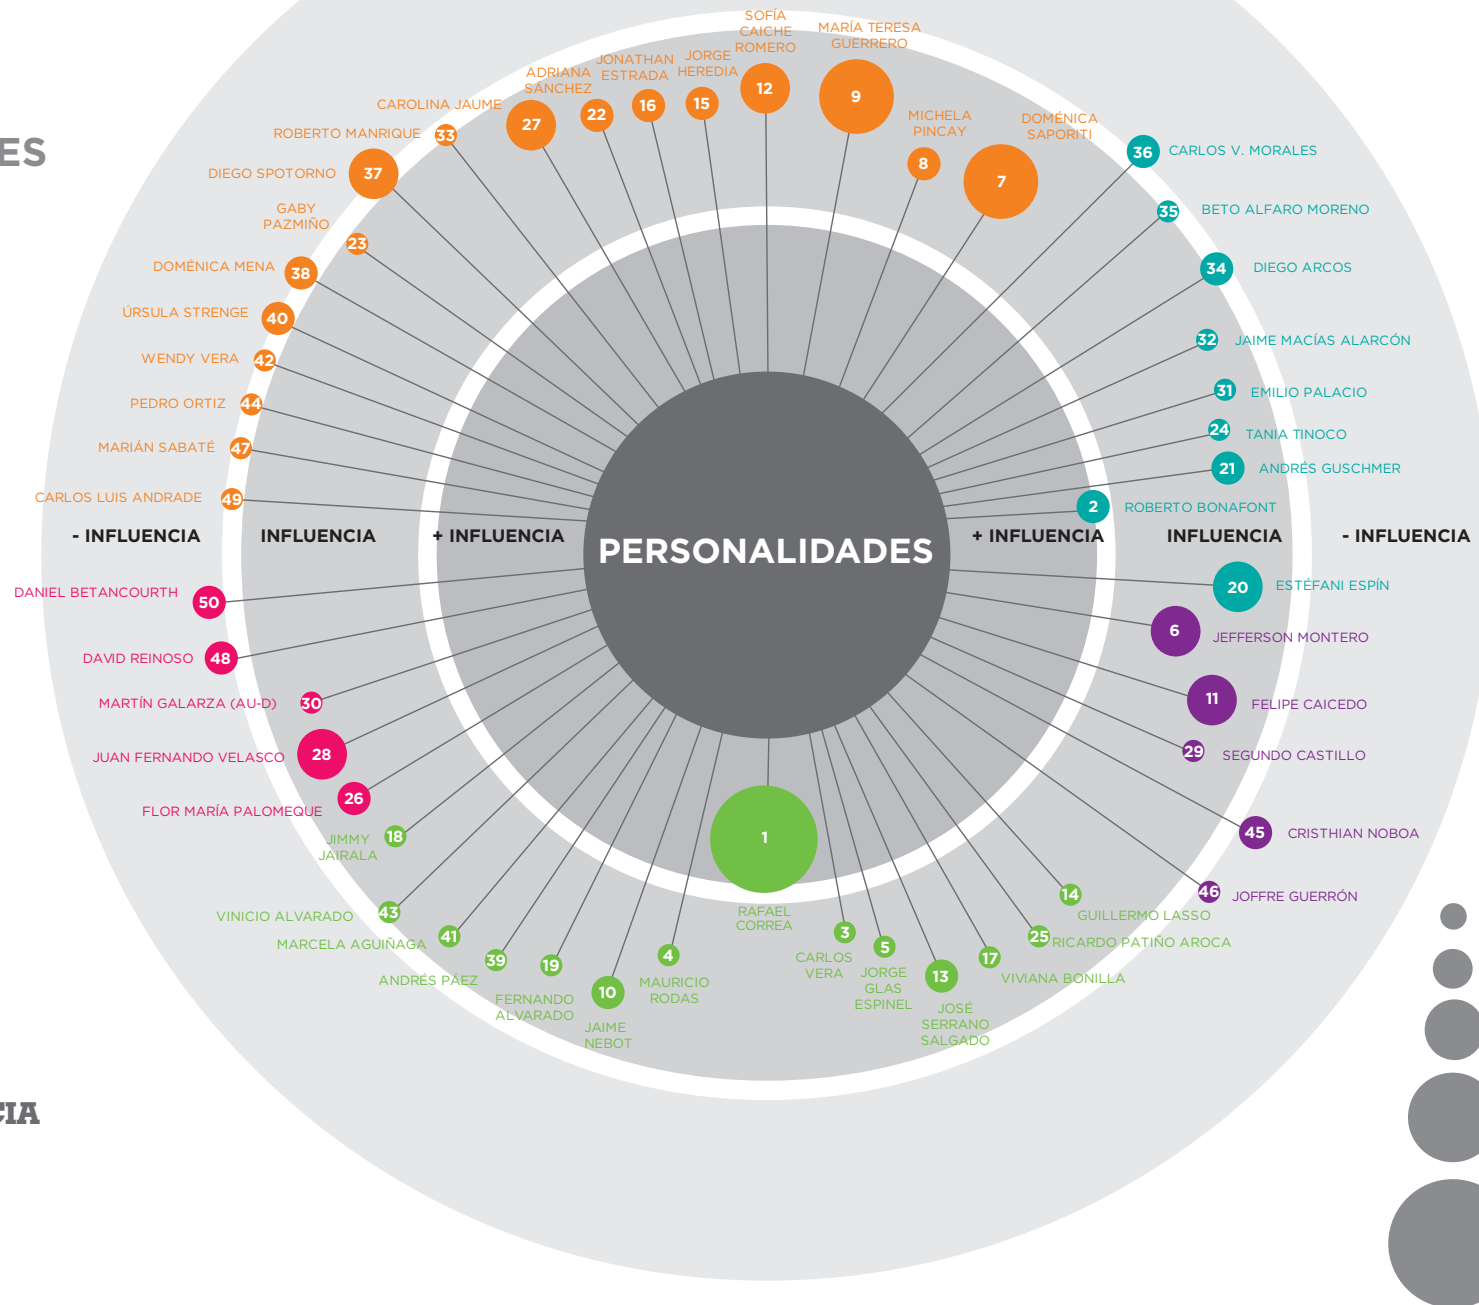 SOFÍA
CAICHE
ROMERO
12
MARÍA TERESA
GUERRERO
9
JORGE
HEREDIA
15
JONATHAN
ESTRADA
16
ADRIANA
SÁNCHEZ
22
CAROLINA JAUME
27
ROBERTO MANRIQUE
33
DIEGO SPOTORNO
37
GABY
PAZMIÑO
23
DOMÉNICA MENA
38
ÚRSULA STRENGE
40
WENDY VERA
42
PEDRO ORTIZ
44
MARIÁN SABATÉ
47
CARLOS LUIS ANDRADE
49
MICHELA
PINCAY
8
DOMÉNICA
SAPORITI
7
36
CARLOS V. MORALES
35
BETO ALFARO MORENO
34
DIEGO ARCOS
32
JAIME MACÍAS ALARCÓN
31
EMILIO PALACIO
24
TANIA TINOCO
21
ANDRÉS GUSCHMER
2
ROBERTO BONAFONT
ES
- INFLUENCIA
INFLUENCIA
+ INFLUENCIA
PERSONALIDADES
+ INFLUENCIA
INFLUENCIA
- INFLUENCIA
20
ESTÉFANI ESPÍN
6
JEFFERSON MONTERO
11
FELIPE CAICEDO
29
SEGUNDO CASTILLO
45
CRISTHIAN NOBOA
46
JOFFRE GUERRÓN
DANIEL BETANCOURTH
50
DAVID REINOSO
48
MARTÍN GALARZA (AU-D)
30
JUAN FERNANDO VELASCO
28
FLOR MARÍA PALOMEQUE
26
JIMMY
JAIRALA
18
VINICIO ALVARADO
43
MARCELA AGUIÑAGA
41
ANDRÉS PÁEZ
39
FERNANDO
ALVARADO
19
JAIME
NEBOT
10
MAURICIO
RODAS
4
1
RAFAEL
CORREA
3
CARLOS
VERA
5
JORGE
GLAS
ESPINEL
13
JOSÉ
SERRANO
SALGADO
17
VIVIANA BONILLA
25
RICARDO PATIÑO AROCA
14
GUILLERMO LASSO
CIA